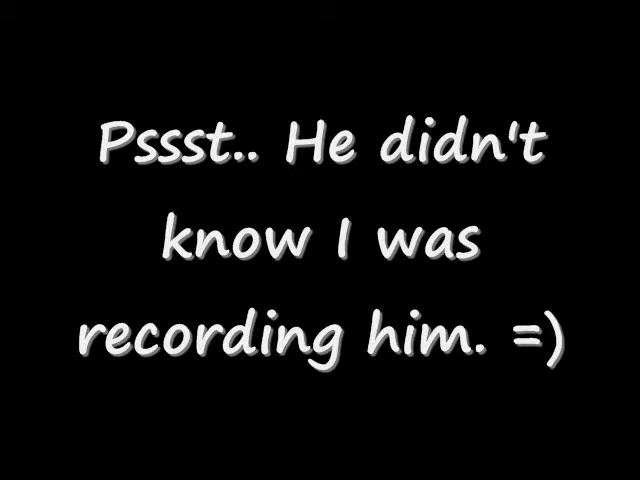 Pssst.. He didn't
know I was
recording him. =)